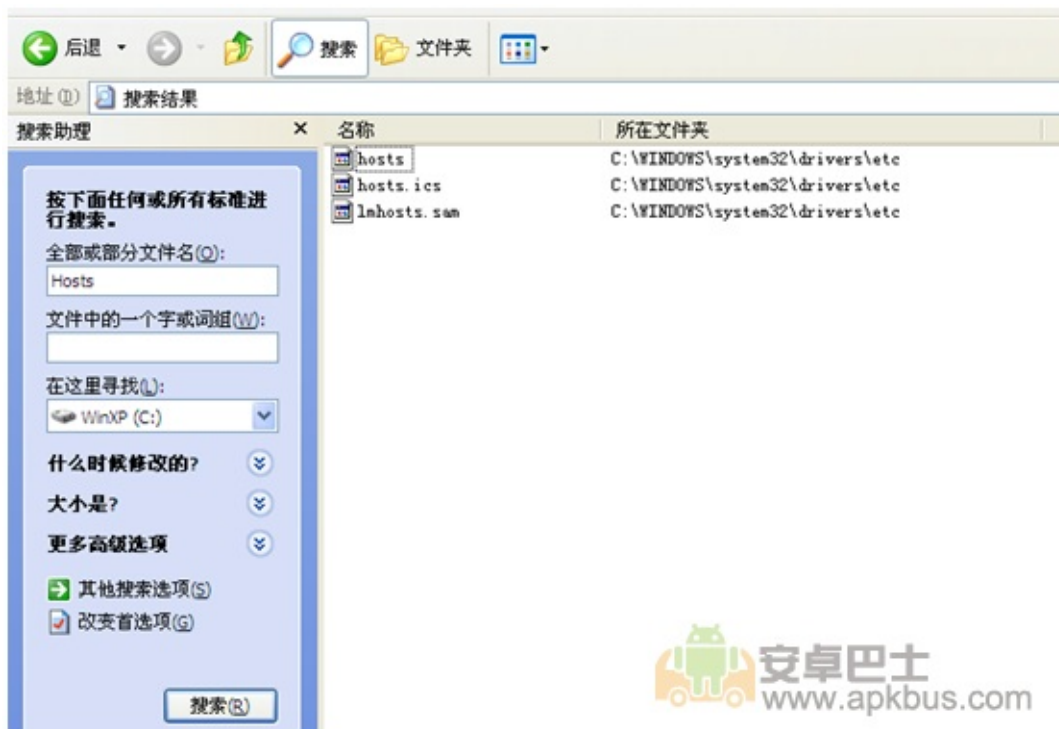 后退 搜索 文件夹
地址(D) 搜索结果
搜索助理
名称 所在文件夹
hosts C:\WINDOWS\system32\drivers\etc
hosts.ics C:\WINDOWS\system32\drivers\etc
lmhosts.sam C:\WINDOWS\system32\drivers\etc
按下面任何或所有标准进
行搜索。
全部或部分文件名(O):
Hosts
文件中的一个字或词组(W):
在这里寻找(L):
WinXP (C:)
什么时候修改的?
大小是?
更多高级选项
其他搜索选项(S)
改变首选项(G)
搜索(R)
安卓巴士
www.apkbus.com